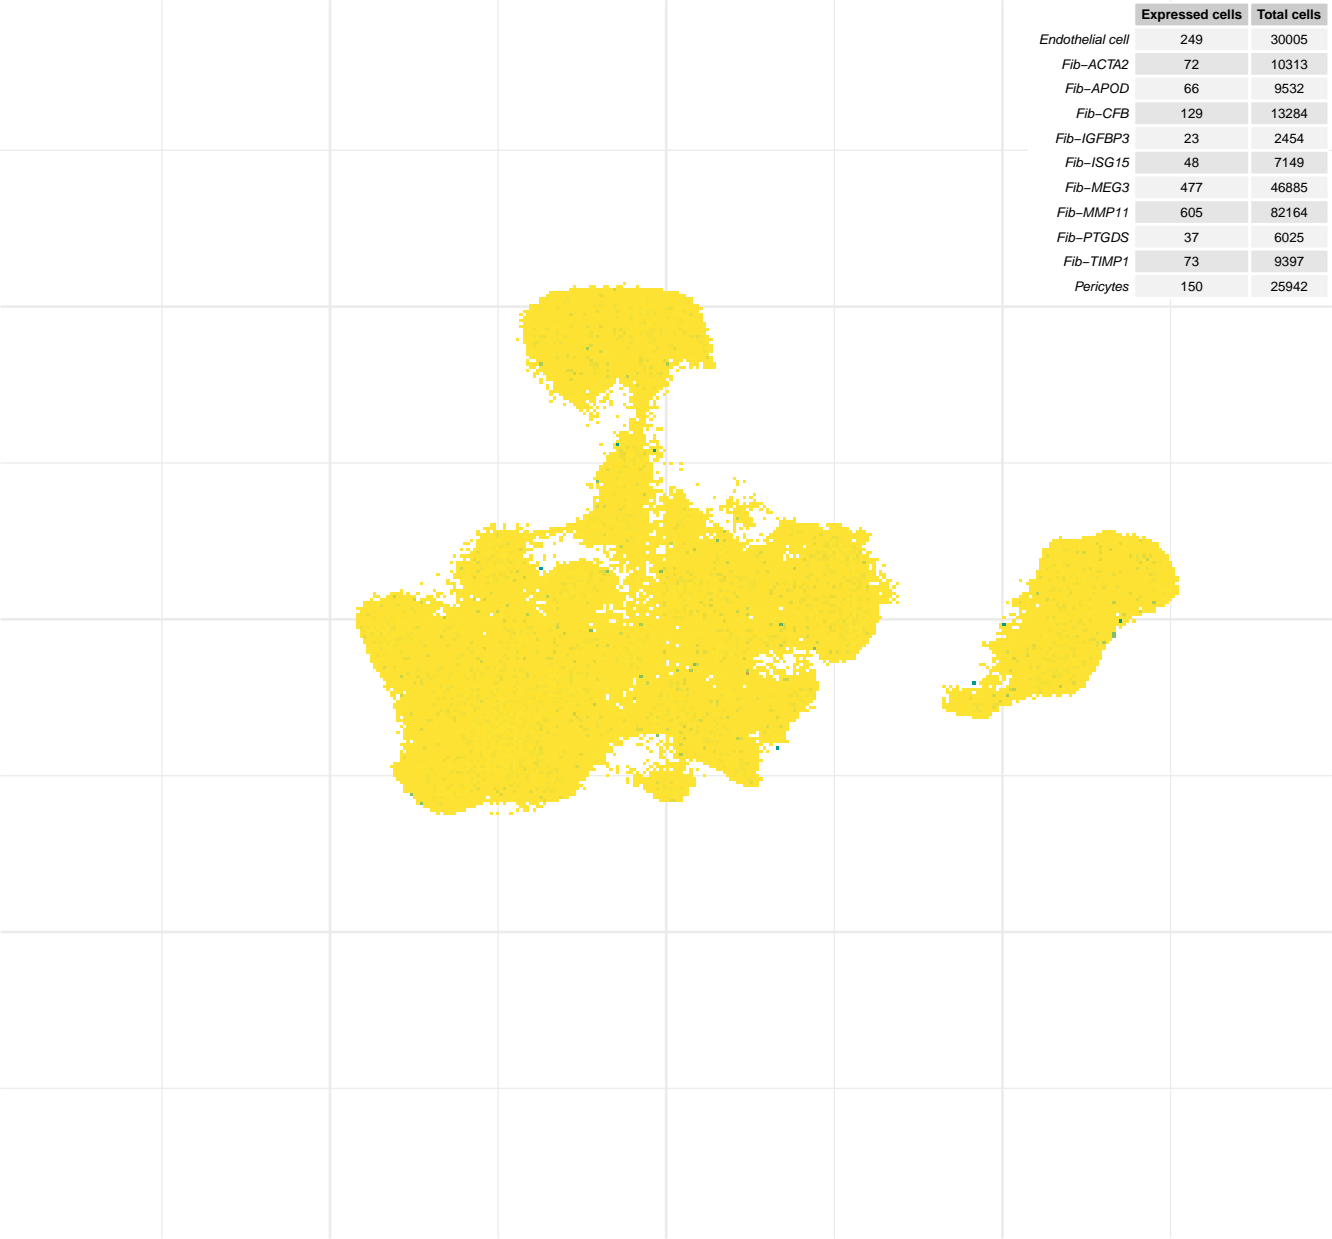 Expressed cells Total cells
Endothelial cell 249 30005
Fib−ACTA2 72 10313
Fib−APOD 66 9532
Fib−CFB 129 13284
Fib−IGFBP3 23 2454
Fib−ISG15 48 7149
Fib−MEG3 477 46885
Fib−MMP11 605 82164
Fib−PTGDS 37 6025
Fib−TIMP1 73 9397
Pericytes 150 25942